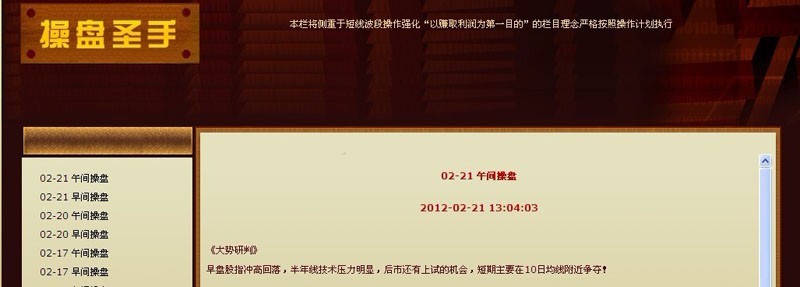 操盘圣手
本栏将侧重于短线波段操作强化“以赚取利润为第一目的”的栏目理念严格按照操作计划执行
02-21 午间操盘
02-21 早间操盘
02-20 午间操盘
02-20 早间操盘
02-17 午间操盘
02-17 早间操盘
02-21 午间操盘
2012-02-21 13:04:03
《大势研判》
早盘股指冲高回落，半年线技术压力明显，后市还有上试的机会，短期主要在10日均线附近争夺！